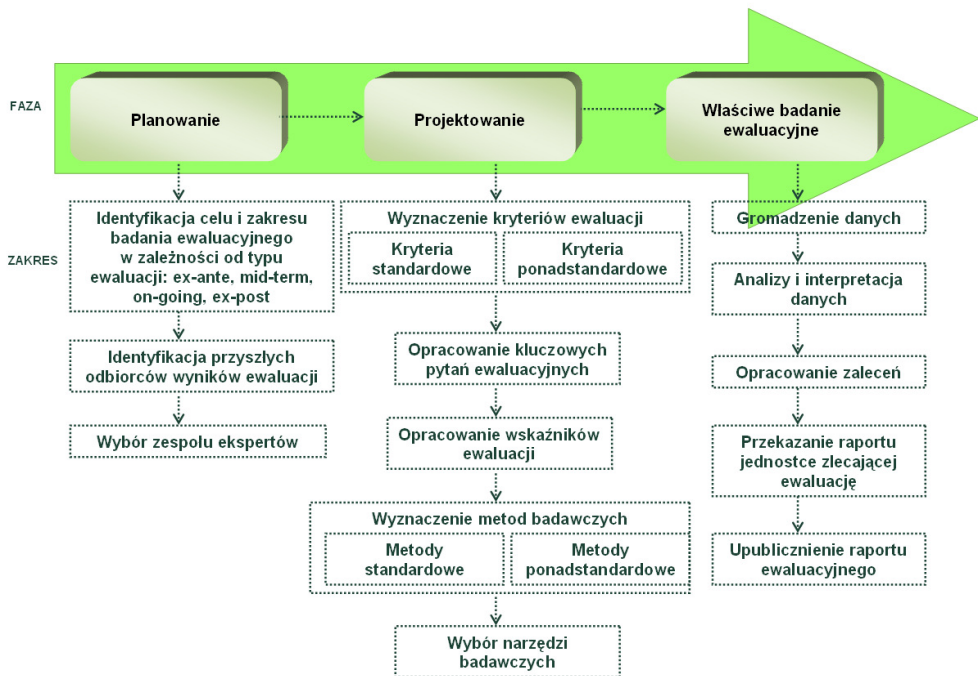 FAZA
Planowanie
Projektowanie
Właściwe badanie
ewaluacyjne
ZAKRES
Identyfikacja celu i zakresu
badania ewaluacyjnego
w zależności od typu
ewaluacji: ex-ante, mid-term,
on-going, ex-post
Identyfikacja przyszlych
odbiorców wyników ewaluacji
Wybór zespolu ekspertów
Wyznaczenie kryteriów ewaluacji
Kryteria
standardowe
Kryteria
ponadstandardowe
Opracowanie kluczowych
pytań ewaluacyjnych
Opracowanie wskaźników
ewaluacji
Wyznaczenie metod badawczych
Metody
standardowe
Metody
ponadstandardowe
Wybór narzędzi
badawczych
Gromadzenie danych
Analizy i interpretacja
danych
Opracowanie zaleceń
Przekazanie raportu
jednostce zlecającej
ewaluację
Upublicznienie raportu
ewaluacyjnego